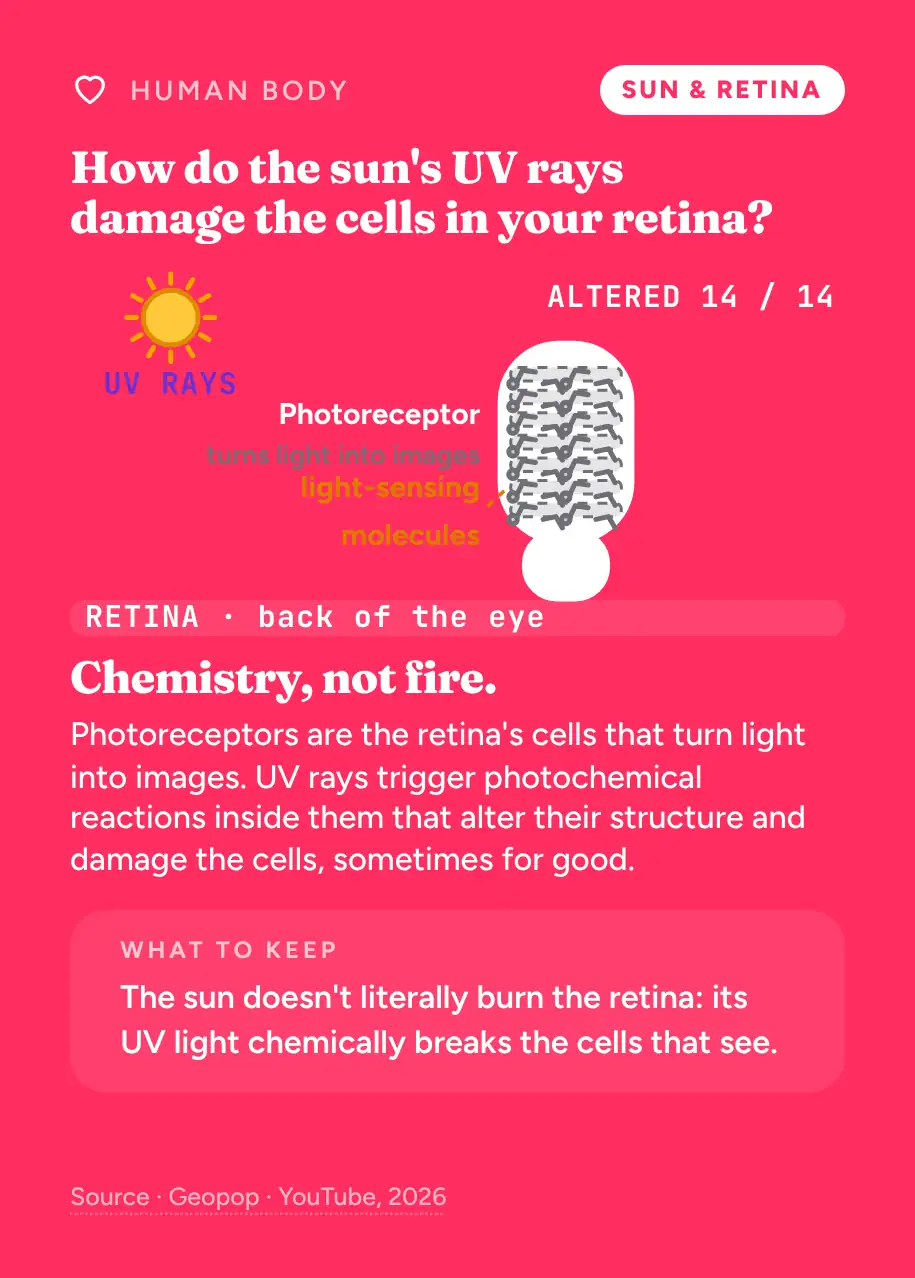 HUMAN BODY
SUN & RETINA
How do the sun's UV rays
damage the cells in your retina?
ALTERED 14 / 14
UV RAYS
Photoreceptor
turns light into images
light-sensing
molecules
RETINA · back of the eye
Chemistry, not fire.
Photoreceptors are the retina's cells that turn light
into images. UV rays trigger photochemical
reactions inside them that alter their structure and
damage the cells, sometimes for good.
WHAT TO KEEP
The sun doesn't literally burn the retina: its
UV light chemically breaks the cells that see.
Source · Geopop · YouTube, 2026